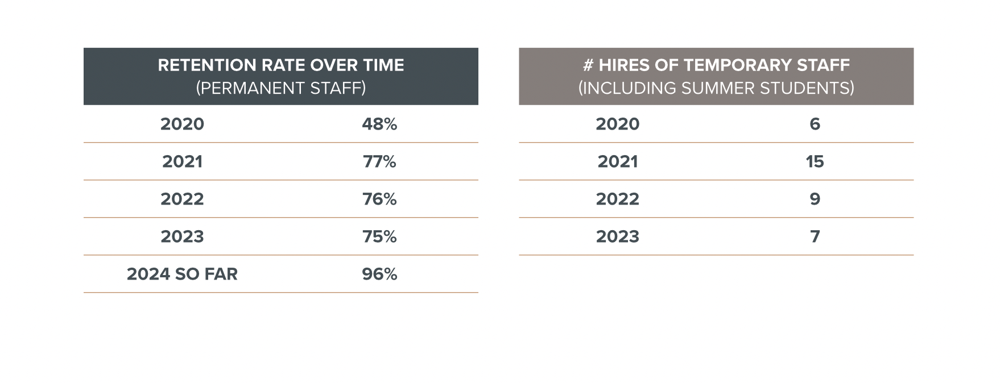 RETENTION RATE OVER TIME
(PERMANENT STAFF)
2020 48%
2021 77%
2022 76%
2023 75%
2024 SO FAR 96%
# HIRES OF TEMPORARY STAFF
(INCLUDING SUMMER STUDENTS)
2020 6
2021 15
2022 9
2023 7